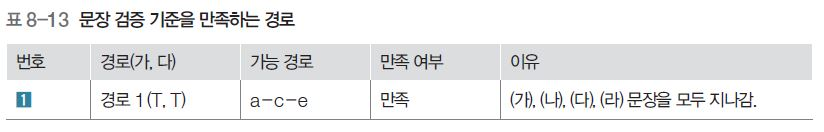 표 8-13 문장 검증 기준을 만족하는 경로
번호 경로(가, 다) 가능 경로 만족 여부 이유
1 경로 1(T, T) a-c-e 만족 (가), (나), (다), (라) 문장을 모두 지나감.